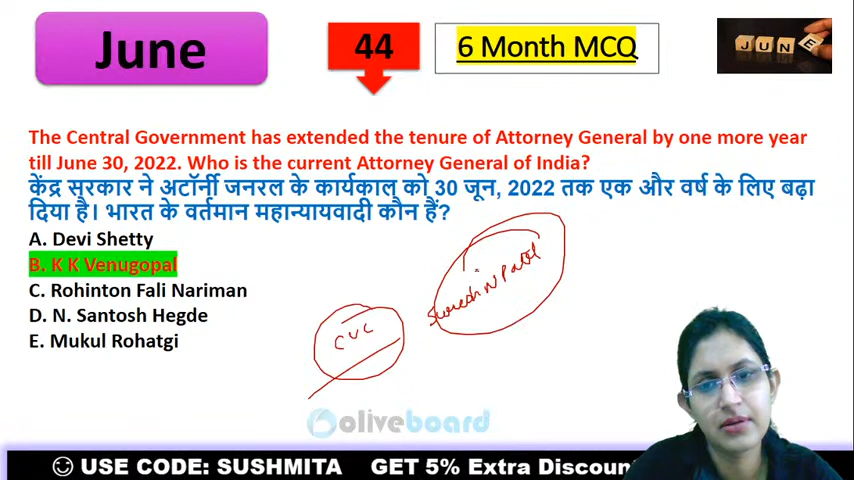 June
44
6 Month MCQ
JUNE
The Central Government has extended the tenure of Attorney General by one more year
till June 30, 2022. Who is the current Attorney General of India?
केंद्र सरकार ने अटॉर्नी जनरल के कार्यकाल को 30 जून, 2022 तक एक और वर्ष के लिए बढ़ा
दिया है। भारत के वर्तमान महान्यायवादी कौन हैं?
A. Devi Shetty
B. K K Venugopal
C. Rohinton Fali Nariman
D. N. Santosh Hegde
E. Mukul Rohatgi
Suresh N Patel
CVC
oliveboard
☺ USE CODE: SUSHMITA GET 5% Extra Discoun